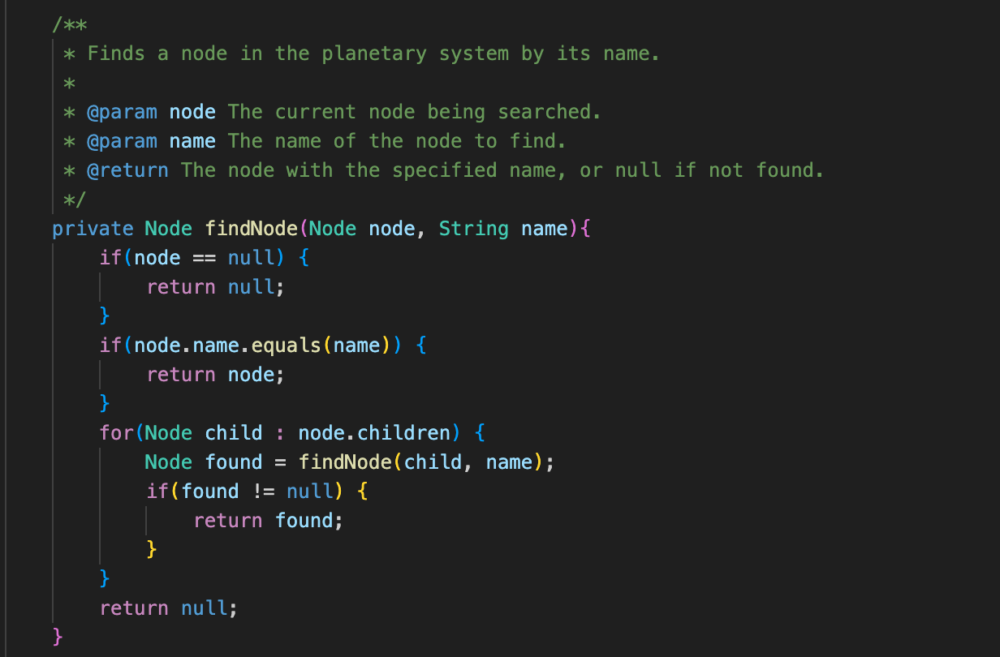 /**
 * Finds a node in the planetary system by its name.
 *
 * @param node The current node being searched.
 * @param name The name of the node to find.
 * @return The node with the specified name, or null if not found.
 */
private Node findNode(Node node, String name){
    if(node == null) {
        return null;
    }
    if(node.name.equals(name)) {
        return node;
    }
    for(Node child : node.children) {
        Node found = findNode(child, name);
        if(found != null) {
            return found;
        }
    }
    return null;
}